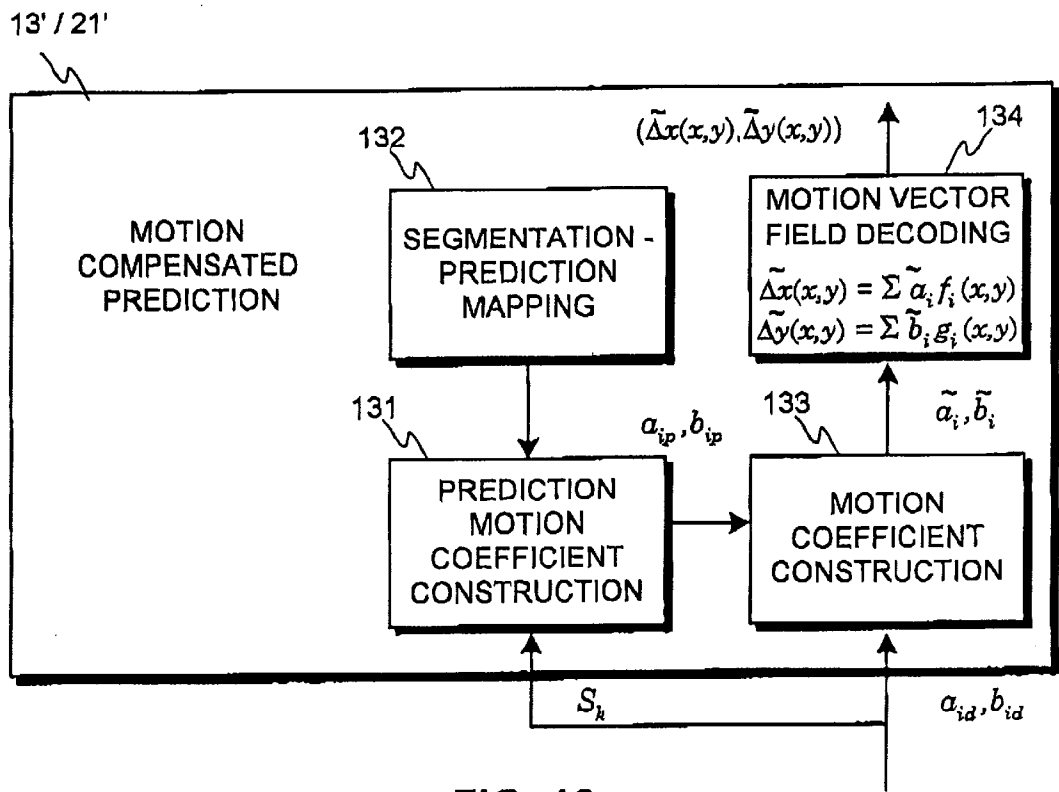 13' / 21'
(Δ̃x(x,y), Δ̃y(x,y))
132
134
MOTION
COMPENSATED
PREDICTION
SEGMENTATION -
PREDICTION
MAPPING
MOTION VECTOR
FIELD DECODING
Δ̃x(x,y) = Σ ã_i f_i (x,y)
Δ̃y(x,y) = Σ b̃_i g_i (x,y)
131
a_ip, b_ip
133
ã_i, b̃_i
PREDICTION
MOTION
COEFFICIENT
CONSTRUCTION
MOTION
COEFFICIENT
CONSTRUCTION
S_k
a_id, b_id